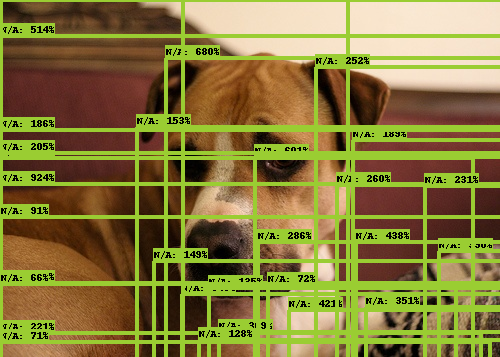 N/A: 514%
N/A: 680%
N/A: 252%
N/A: 186%
N/A: 153%
N/A: 189%
N/A: 205%
N/A: 691%
N/A: 924%
N/A: 260%
N/A: 231%
N/A: 91%
N/A: 286%
N/A: 438%
N/A: 149%
N/A: 66%
N/A: 72%
N/A: 421%
N/A: 351%
N/A: 221%
N/A: 71%
N/A: 128%